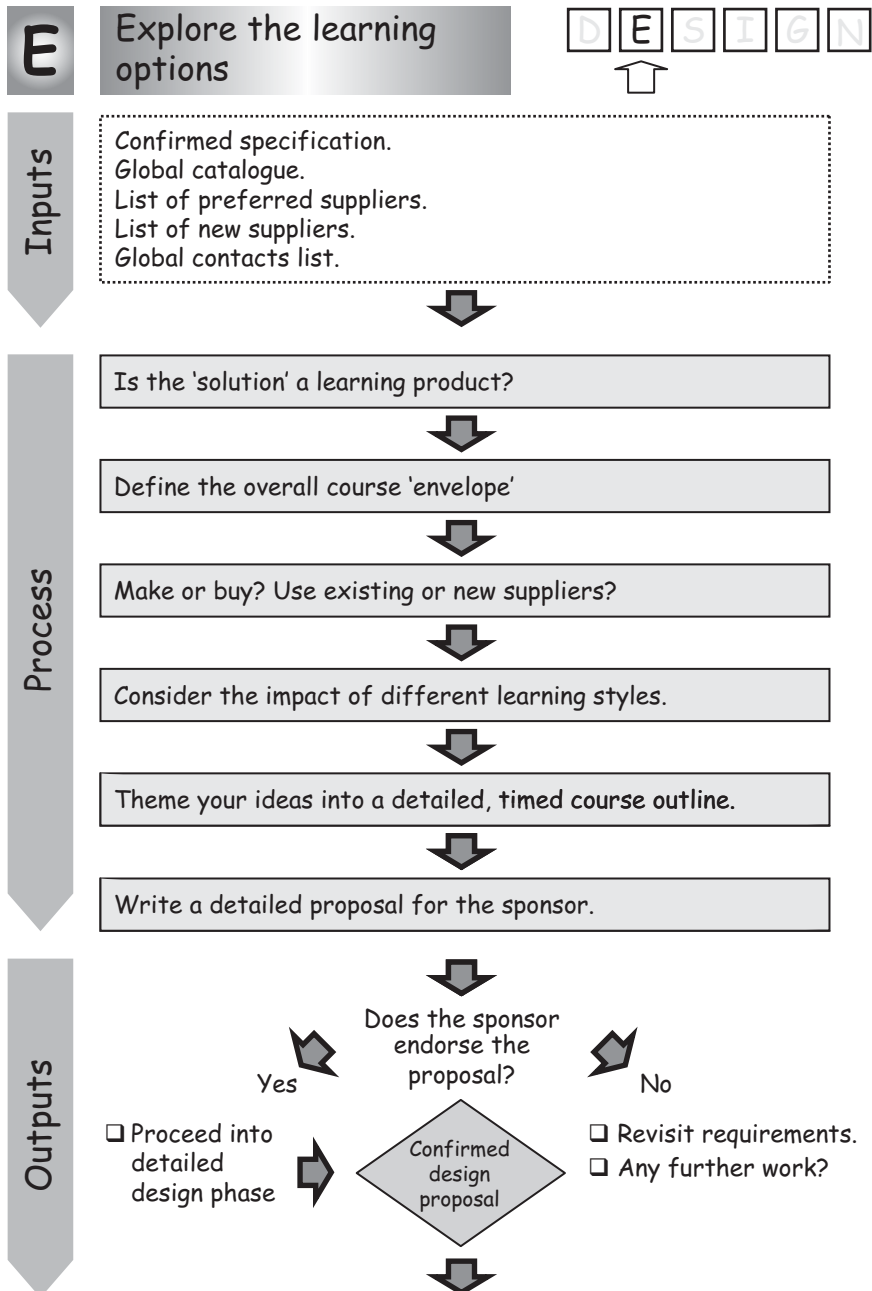 E
Explore the learning
options
D E S I G N
Inputs
Confirmed specification.
Global catalogue.
List of preferred suppliers.
List of new suppliers.
Global contacts list.
Process
Is the ‘solution’ a learning product?
Define the overall course ‘envelope’
Make or buy? Use existing or new suppliers?
Consider the impact of different learning styles.
Theme your ideas into a detailed, timed course outline.
Write a detailed proposal for the sponsor.
Outputs
Does the sponsor
endorse the
proposal?
Yes
No
❑ Proceed into
detailed
design phase
Confirmed
design
proposal
❑ Revisit requirements.
❑ Any further work?